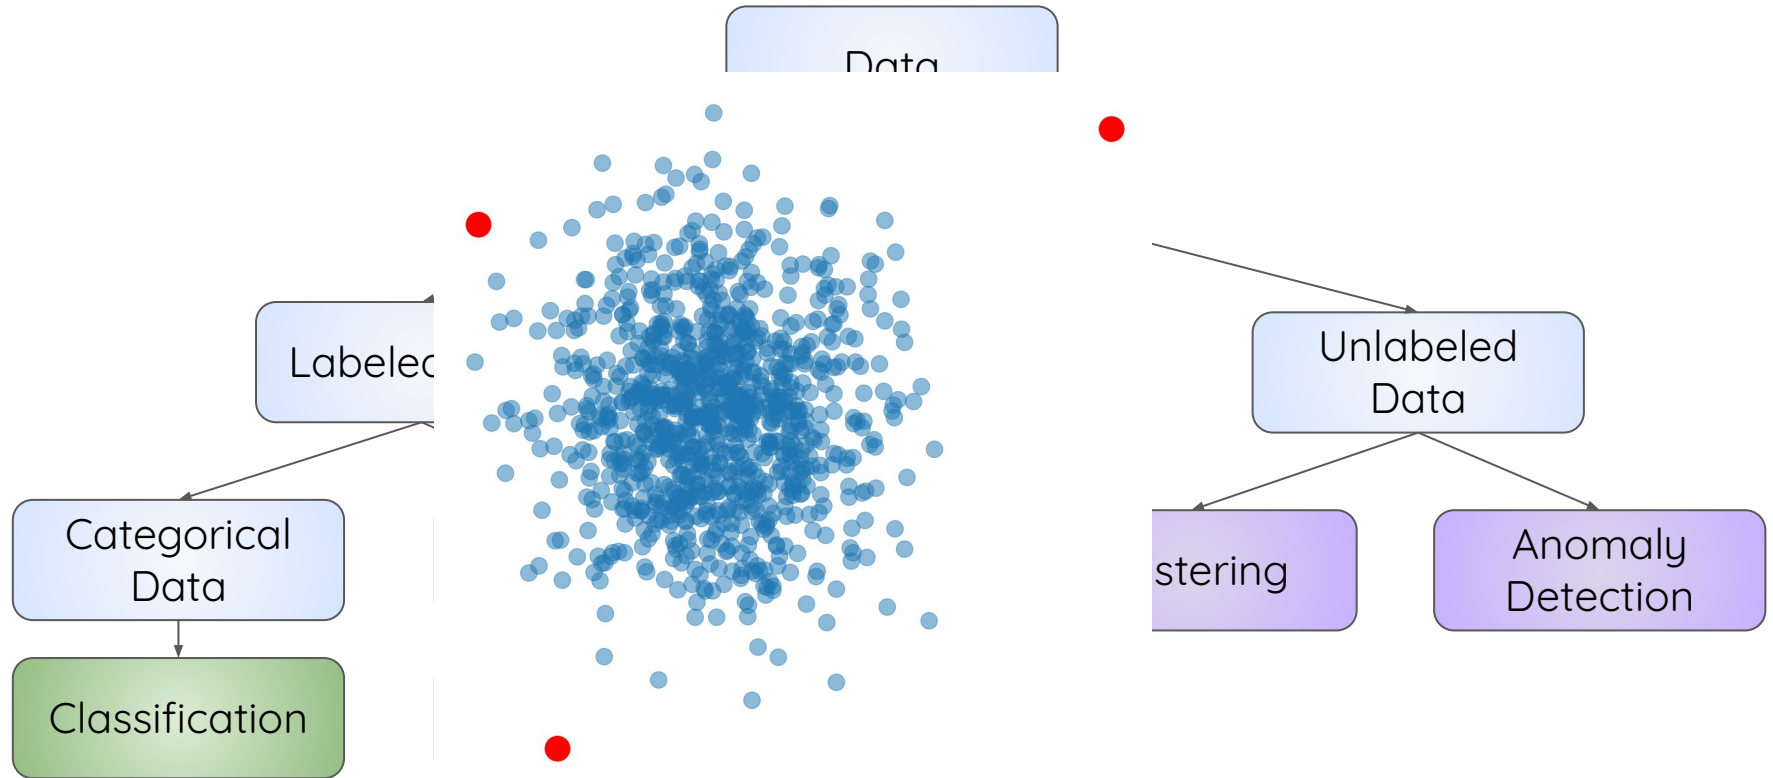 Data
Labeled
Unlabeled
Data
Categorical
Data
stering
Anomaly
Detection
Classification